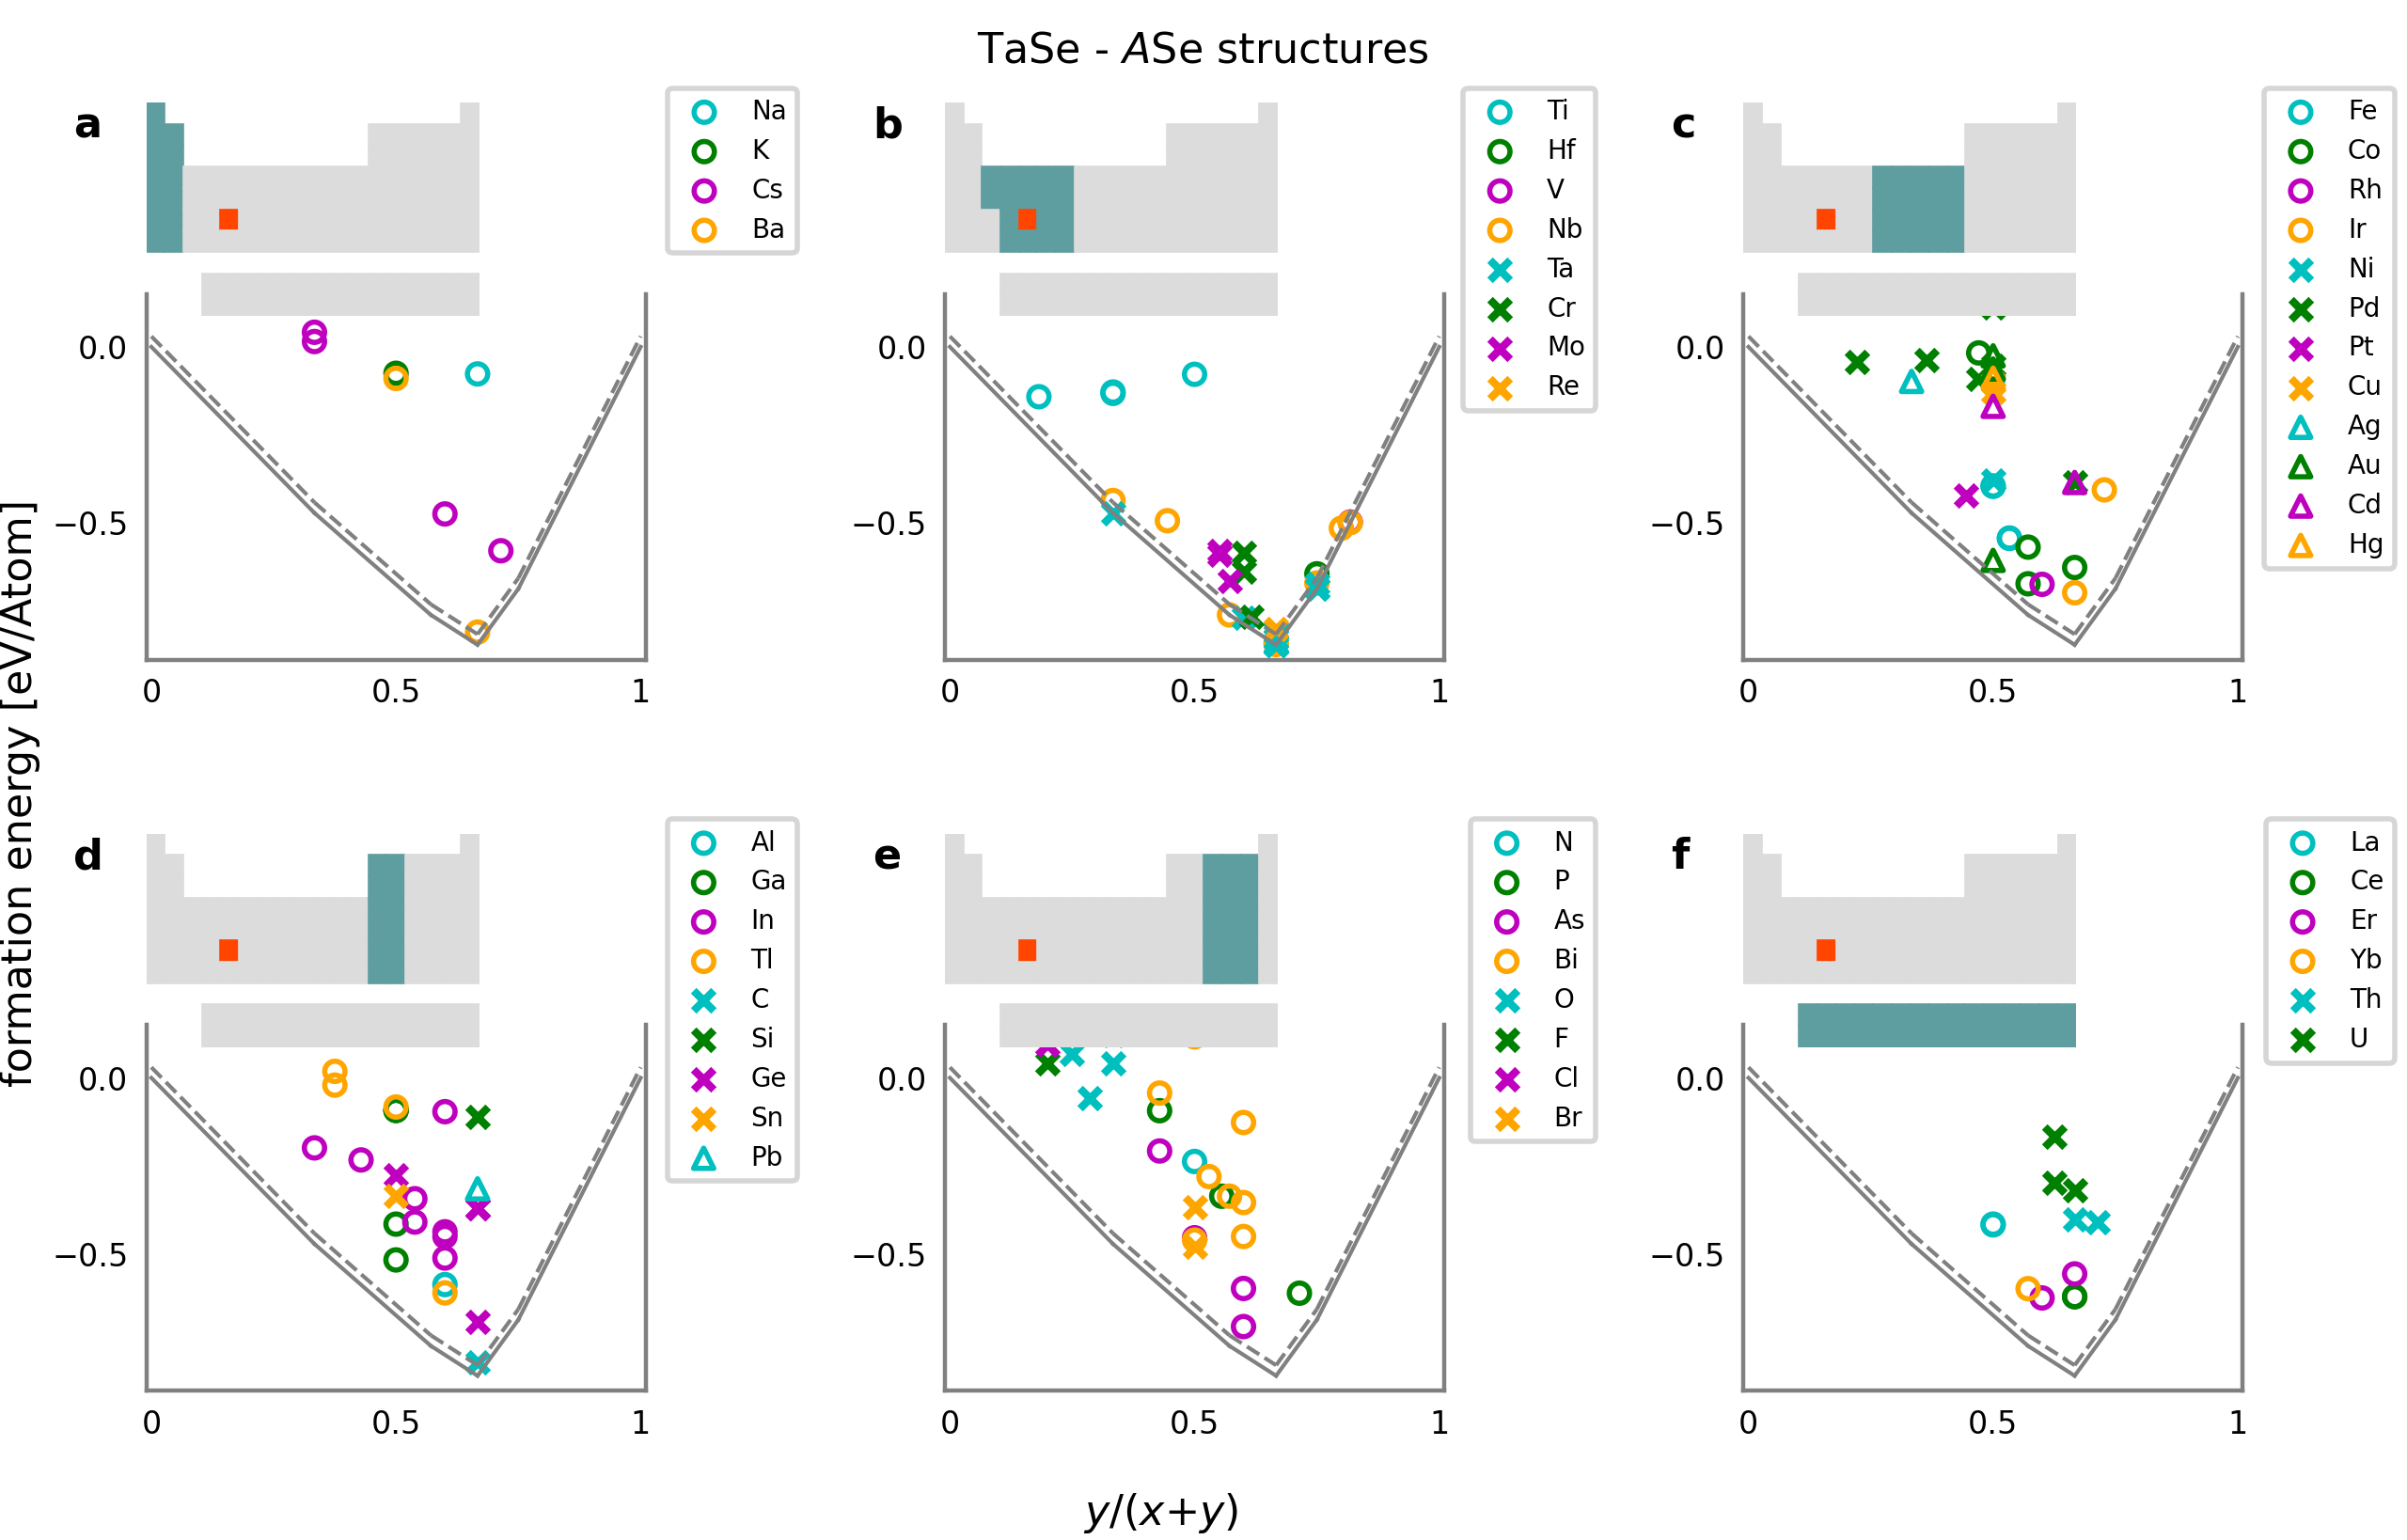 TaSe - ASe structures
formation energy [eV/Atom]
a
Na
K
Cs
Ba
0.0
−0.5
0
0.5
1
b
Ti
Hf
V
Nb
Ta
Cr
Mo
Re
0.0
−0.5
0
0.5
1
c
Fe
Co
Rh
Ir
Ni
Pd
Pt
Cu
Ag
Au
Cd
Hg
0.0
−0.5
0
0.5
1
d
Al
Ga
In
Tl
C
Si
Ge
Sn
Pb
0.0
−0.5
0
0.5
1
e
N
P
As
Bi
O
F
Cl
Br
0.0
−0.5
0
0.5
1
f
La
Ce
Er
Yb
Th
U
0.0
−0.5
0
0.5
1
y/(x+y)